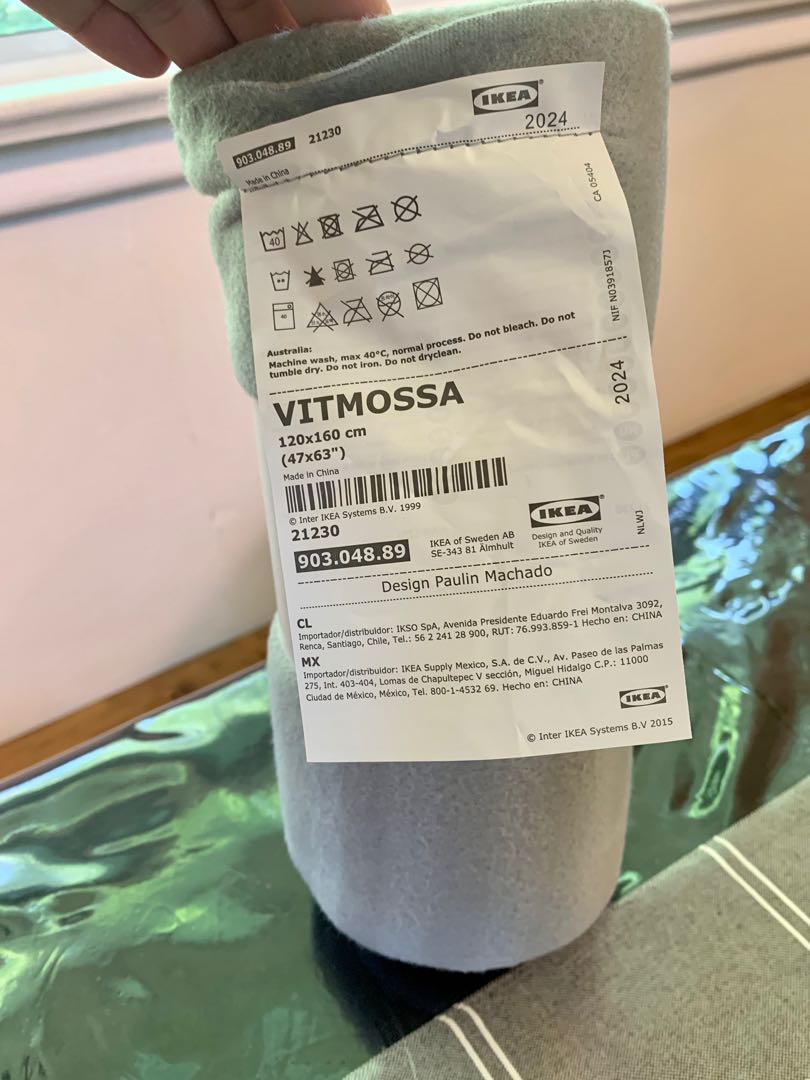 IKEA
903.048.89 21230 2024
Made in China
CA 05404
40
40
Australia:
Machine wash, max 40°C, normal process. Do not bleach. Do not
tumble dry. Do not iron. Do not dryclean.
NIF N0391857J
VITMOSSA
120x160 cm
(47x63")
Made in China
2024
© Inter IKEA Systems B.V. 1999
21230
903.048.89
IKEA of Sweden AB
SE-343 81 Älmhult
IKEA
Design and Quality
IKEA of Sweden
NLWJ
Design Paulin Machado
CL
Importador/distribuidor: IKSO SpA, Avenida Presidente Eduardo Frei Montalva 3092,
Renca, Santiago, Chile, Tel.: 56 2 241 28 900, RUT: 76.993.859-1 Hecho en: CHINA
MX
Importador/distribuidor: IKEA Supply Mexico, S.A. de C.V., Av. Paseo de las Palmas
275, Int. 403-404, Lomas de Chapultepec V sección, Miguel Hidalgo C.P.: 11000
Ciudad de México, México, Tel. 800-1-4532 69. Hecho en: CHINA
IKEA
© Inter IKEA Systems B.V 2015